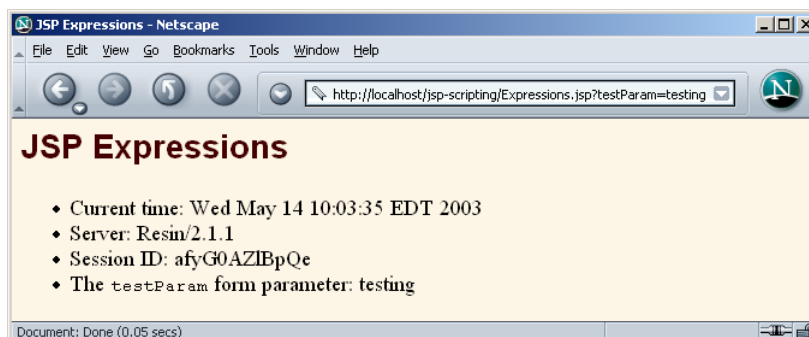 JSP Expressions - Netscape
File Edit View Go Bookmarks Tools Window Help
http://localhost/jsp-scripting/Expressions.jsp?testParam=testing
N
JSP Expressions
• Current time: Wed May 14 10:03:35 EDT 2003
• Server: Resin/2.1.1
• Session ID: afyG0AZlBpQe
• The testParam form parameter: testing
Document: Done (0.05 secs)